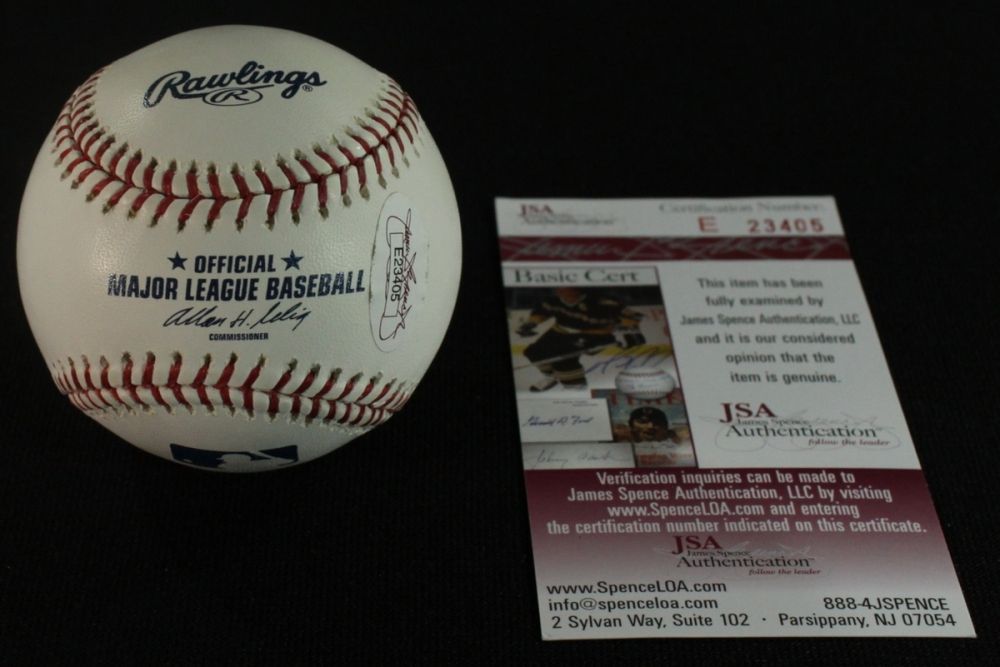 Rawlings
R
®
★ OFFICIAL ★
MAJOR LEAGUE BASEBALL
Allan H. Selig
COMMISSIONER
E23405
JSA
Certification Number:
E 23405
Basic Cert
This item has been
fully examined by
James Spence Authentication, LLC
and it is our considered
opinion that the
item is genuine.
JSA
James Spence
Authentication
follow the leader
Verification inquiries can be made to
James Spence Authentication, LLC by visiting
www.SpenceLOA.com and entering
the certification number indicated on this certificate.
JSA
James Spence
Authentication
follow the leader
www.SpenceLOA.com
info@spenceloa.com
888-4JSPENCE
2 Sylvan Way, Suite 102 · Parsippany, NJ 07054